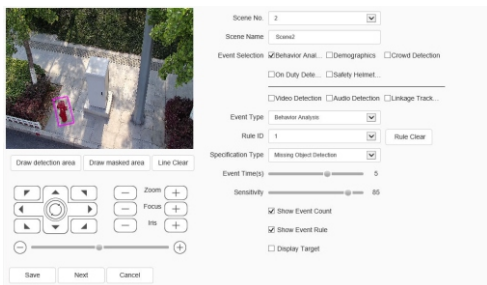 Scene No. 2
Scene Name Scene2
Event Selection Behavior Anal... Demographics Crowd Detection
On Duty Dete... Safety Helmet...
Video Detection Audio Detection Linkage Track...
Event Type Behavior Analysis
Rule ID 1 Rule Clear
Specification Type Missing Object Detection
Event Time(s) 5
Sensitivity 85
Show Event Count
Show Event Rule
Display Target
Draw detection area Draw masked area Line Clear
Zoom
Focus
Iris
Save Next Cancel